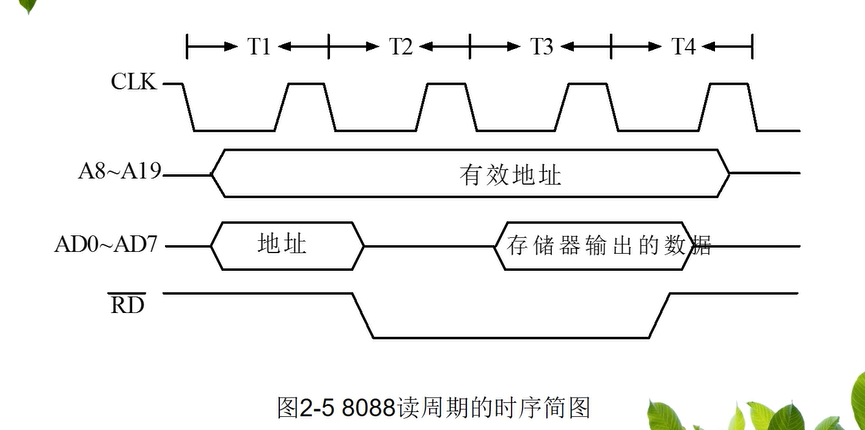 T1 T2 T3 T4
CLK
A8~A19 有效地址
AD0~AD7 地址 存储器输出的数据
RD
图2-5 8088读周期的时序简图